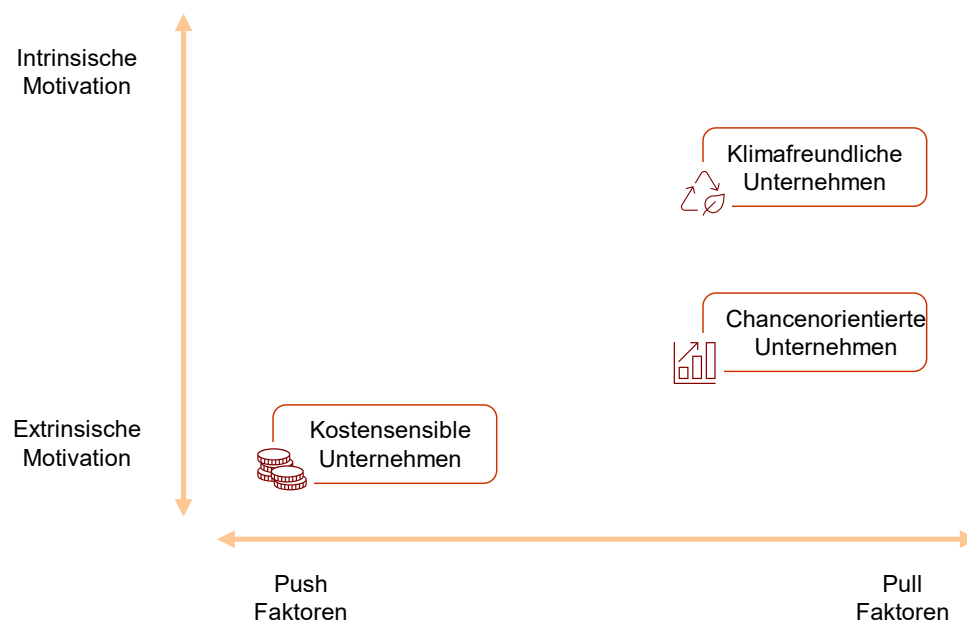 Intrinsische
Motivation
Klimafreundliche
Unternehmen
Chancenorientierte
Unternehmen
Extrinsische
Motivation
Kostensensible
Unternehmen
Push
Faktoren
Pull
Faktoren